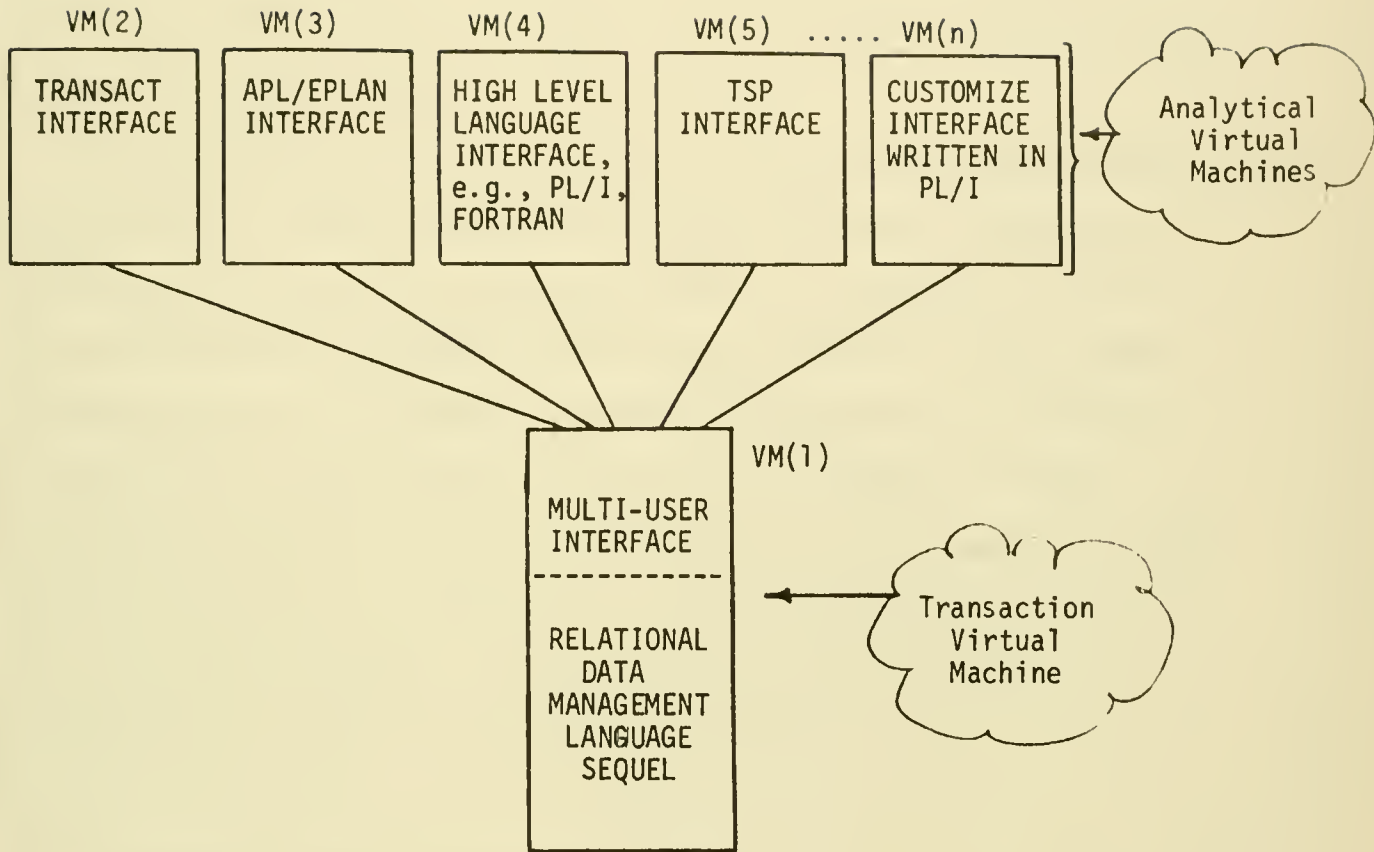 VM(2)
VM(3)
VM(4)
VM(5) ..... VM(n)
TRANSACT
INTERFACE
APL/EPLAN
INTERFACE
HIGH LEVEL
LANGUAGE
INTERFACE,
e.g., PL/I,
FORTRAN
TSP
INTERFACE
CUSTOMIZE
INTERFACE
WRITTEN IN
PL/I
Analytical
Virtual
Machines
VM(1)
MULTI-USER
INTERFACE
RELATIONAL
DATA
MANAGEMENT
LANGUAGE
SEQUEL
Transaction
Virtual
Machine